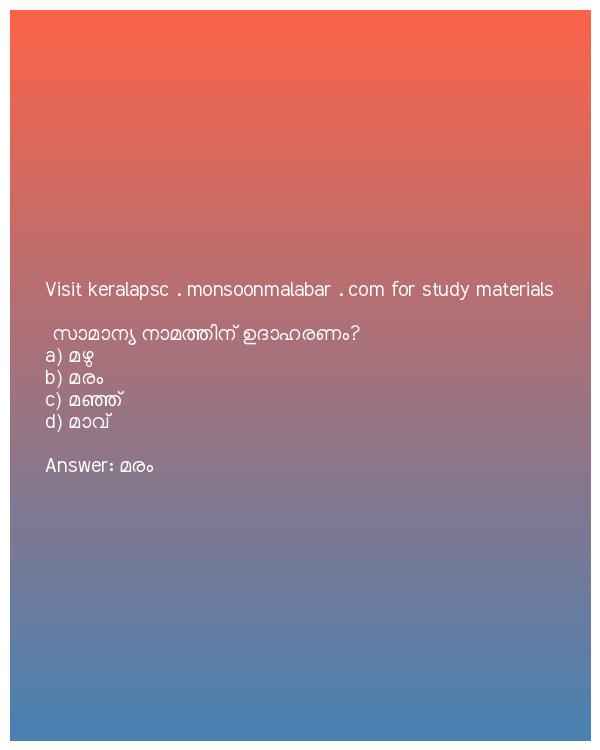 Visit keralapsc . monsoonmalabar . com for study materials
സാമാന്യ നാമത്തിന് ഉദാഹരണം?
a) മഴു
b) മരം
c) മഞ്ഞ്
d) മാവ്
Answer: മരം